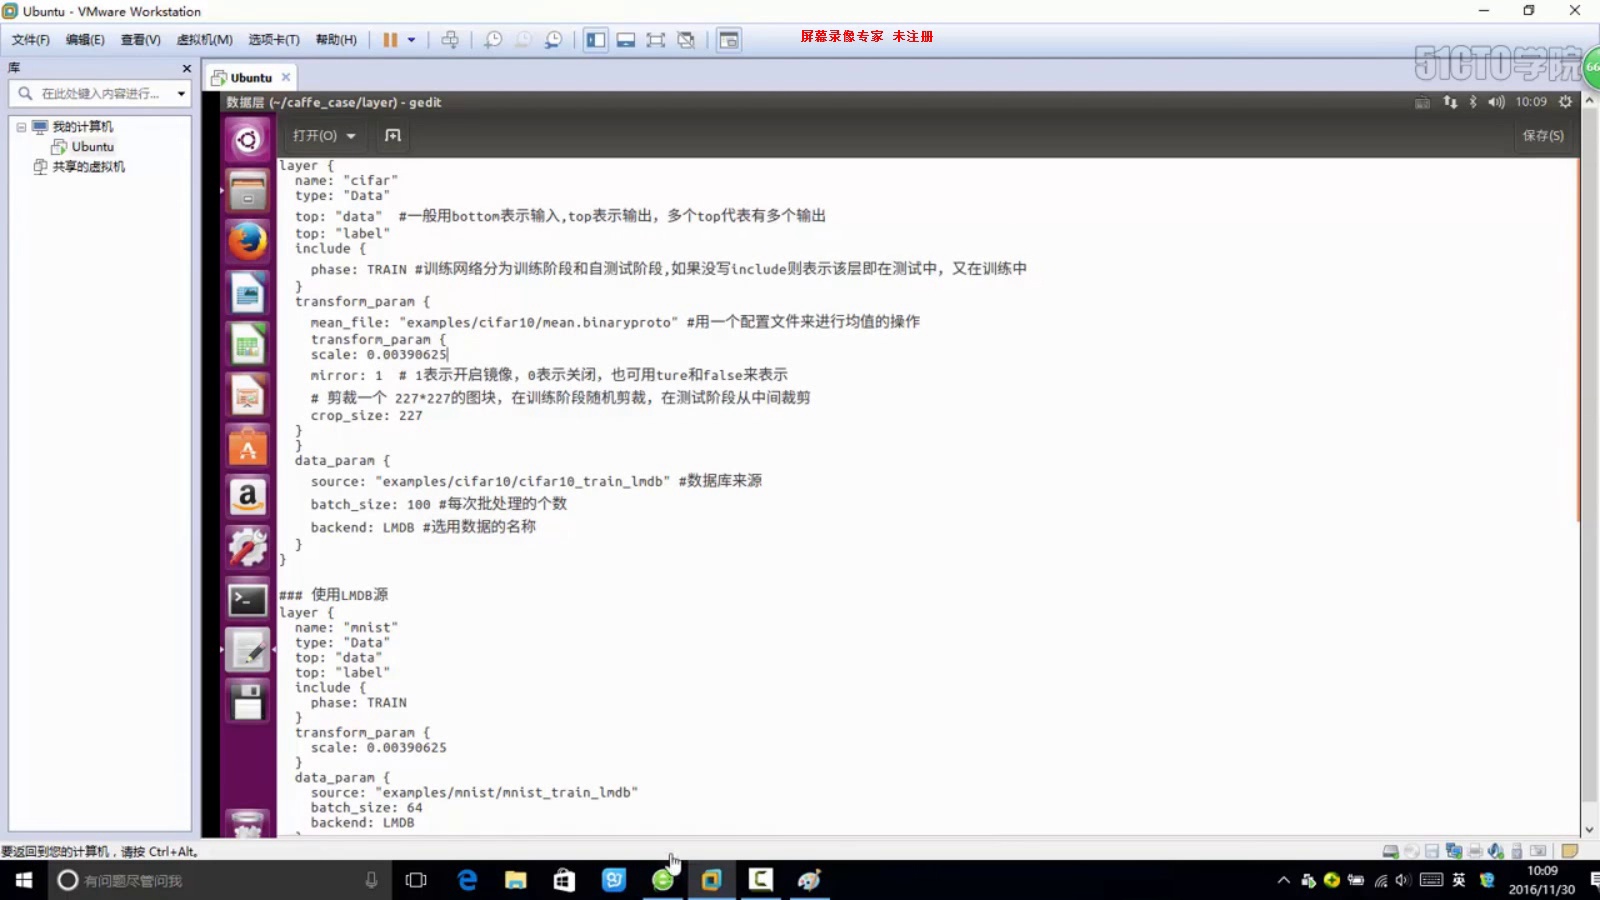 Ubuntu - VMware Workstation
文件(F) 编辑(E) 查看(V) 虚拟机(M) 选项卡(T) 帮助(H)
屏幕录像专家 未注册
51CTO学院
66
库
Ubuntu
在此处键入内容进行...
我的计算机
Ubuntu
共享的虚拟机
数据层 (~/caffe_case/layer) - gedit
10:09
打开(O)
保存(S)
layer {
name: "cifar"
type: "Data"
top: "data" #一般用bottom表示输入,top表示输出，多个top代表有多个输出
top: "label"
include {
phase: TRAIN #训练网络分为训练阶段和自测试阶段,如果没写include则表示该层即在测试中，又在训练中
}
transform_param {
mean_file: "examples/cifar10/mean.binaryproto" #用一个配置文件来进行均值的操作
transform_param {
scale: 0.00390625
mirror: 1 # 1表示开启镜像，0表示关闭，也可用ture和false来表示
# 剪裁一个 227*227的图块，在训练阶段随机剪裁，在测试阶段从中间裁剪
crop_size: 227
}
}
data_param {
source: "examples/cifar10/cifar10_train_lmdb" #数据库来源
batch_size: 100 #每次批处理的个数
backend: LMDB #选用数据的名称
}
}
### 使用LMDB源
layer {
name: "mnist"
type: "Data"
top: "data"
top: "label"
include {
phase: TRAIN
}
transform_param {
scale: 0.00390625
}
data_param {
source: "examples/mnist/mnist_train_lmdb"
batch_size: 64
backend: LMDB
要返回到您的计算机，请按 Ctrl+Alt。
有问题尽管问我
英
10:09
2016/11/30